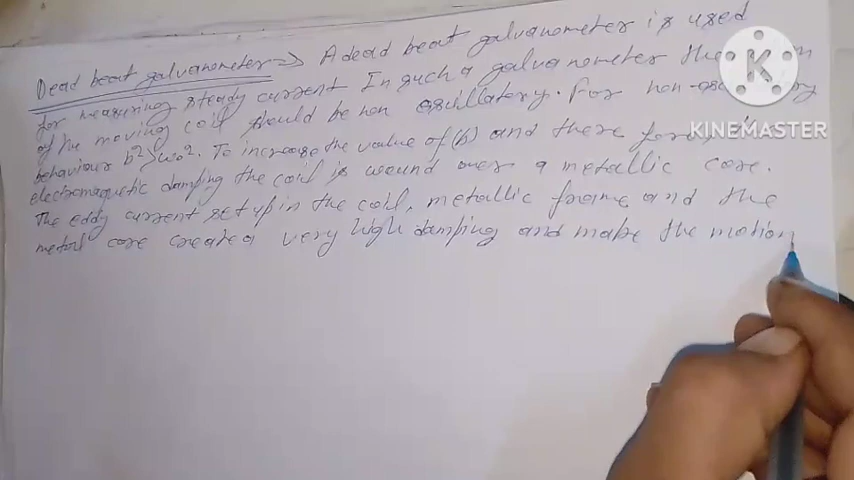 Dead beat galvanometer → A dead beat galvanometer is used
for measuring steady current In such a galvanometer the
of the moving coil should be non oscillatory. For non-
behaviour b²>ω₀². To increase the value of (b) and there fore
electromagnetic damping the coil is wound over a metallic core.
The eddy current set up in the coil, metallic frame and the
metal core create a very high damping and make the motion
KINEMASTER